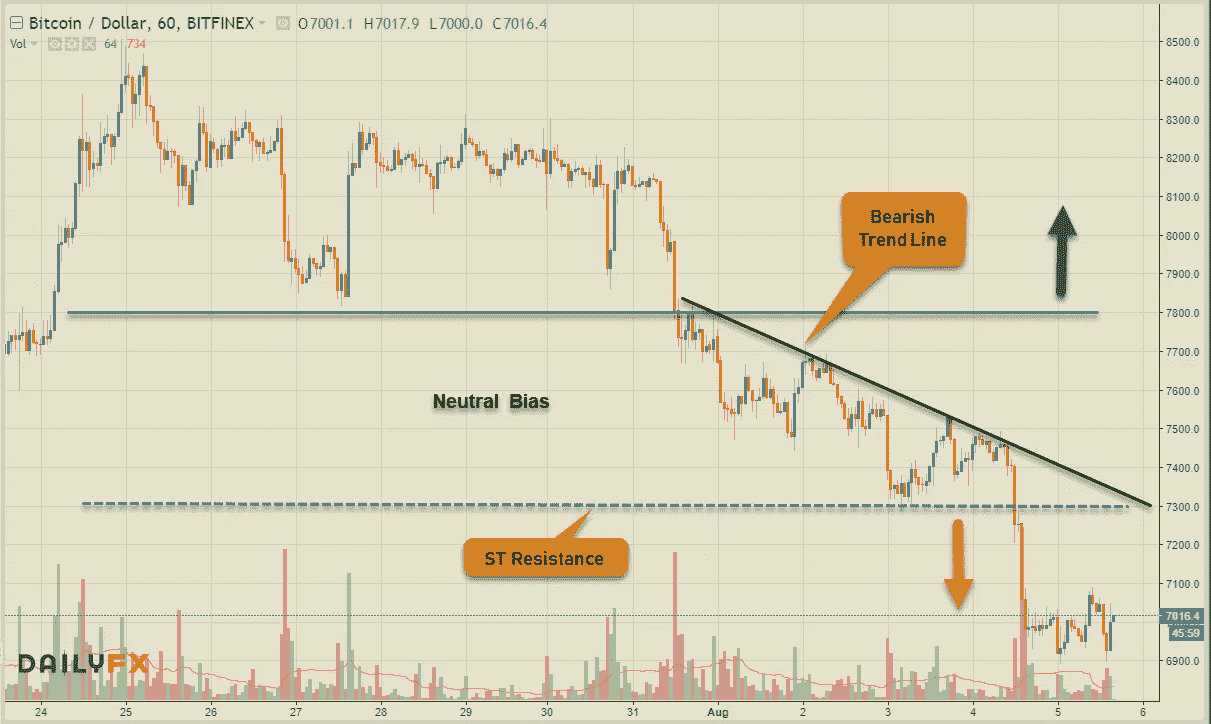 Bitcoin / Dollar, 60, BITFINEX O7001.1 H7017.9 L7000.0 C7016.4
Vol 64 734
8500.0
8400.0
8300.0
8200.0
8100.0
8000.0
7900.0
7800.0
7700.0
7600.0
7500.0
7400.0
7300.0
7200.0
7100.0
7016.4
45:59
6900.0
Bearish
Trend Line
Neutral Bias
ST Resistance
DAILYFX
24 25 26 27 28 29 30 31 Aug 2 3 4 5 6